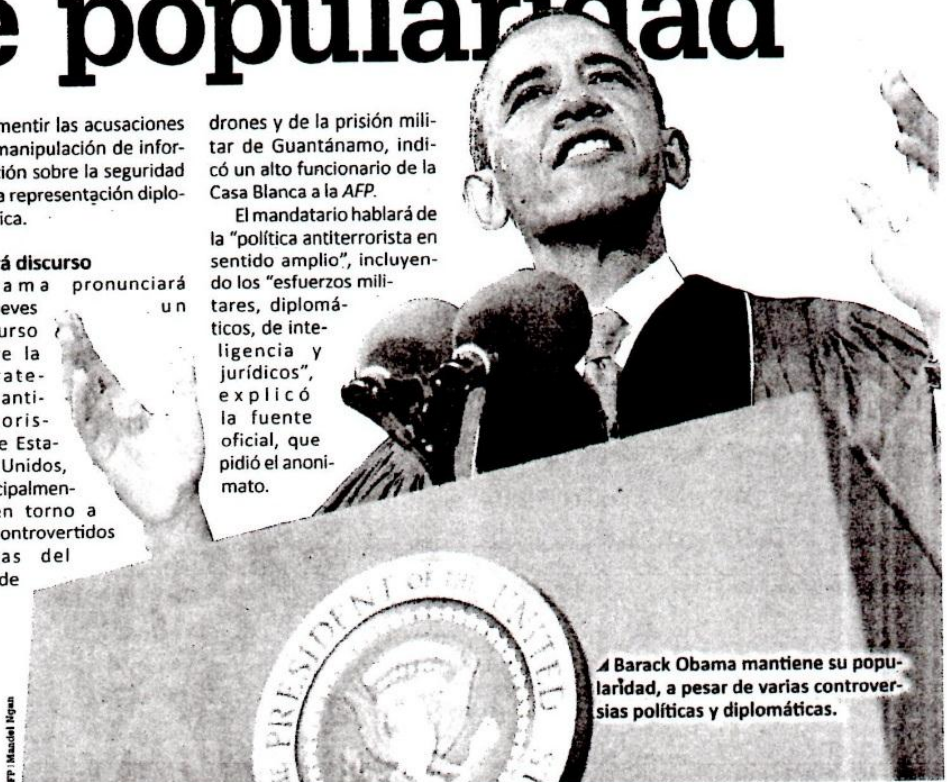 e popularidad
mentir las acusaciones
manipulación de infor-
ión sobre la seguridad
a representación diplo-
ica.
á discurso
ama pronunciará
eves un
urso
e la
rate-
anti-
oris-
e Esta-
Unidos,
cipalmen-
en torno a
ontrovertidos
as del
de
drones y de la prisión mili-
tar de Guantánamo, indi-
có un alto funcionario de la
Casa Blanca a la AFP.
El mandatario hablará de
la “política antiterrorista en
sentido amplio”, incluyen-
do los “esfuerzos mili-
tares, diplomá-
ticos, de inte-
ligencia y
jurídicos”,
explicó
la fuente
oficial, que
pidió el anoni-
mato.
PRESIDENT OF THE UNITED
Barack Obama mantiene su popu-
laridad, a pesar de varias controver-
sias políticas y diplomáticas.
FP | Mandel Ngan